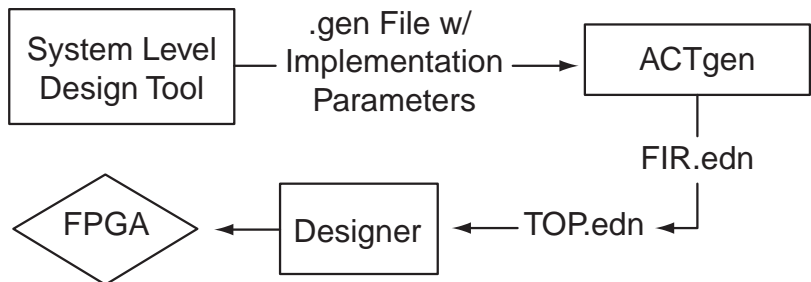 System Level
Design Tool
.gen File w/
Implementation
Parameters
ACTgen
FIR.edn
TOP.edn
Designer
FPGA